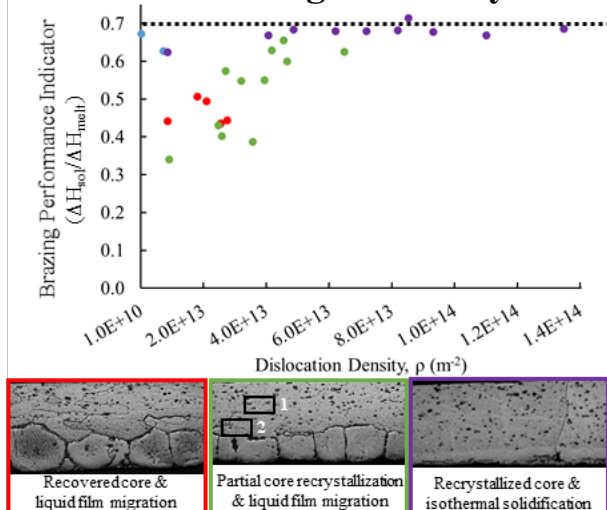 0.7
0.6
0.5
0.4
0.3
0.2
0.1
0.0
Brazing Performance Indicator
(ΔHsol/ΔHmelt)
1.0E+10
2.0E+13
4.0E+13
6.0E+13
8.0E+13
1.0E+14
1.2E+14
1.4E+14
Dislocation Density, ρ (m⁻²)
1
2
Recovered core &
liquid film migration
Partial core recrystallization
& liquid film migration
Recrystallized core &
isothermal solidification